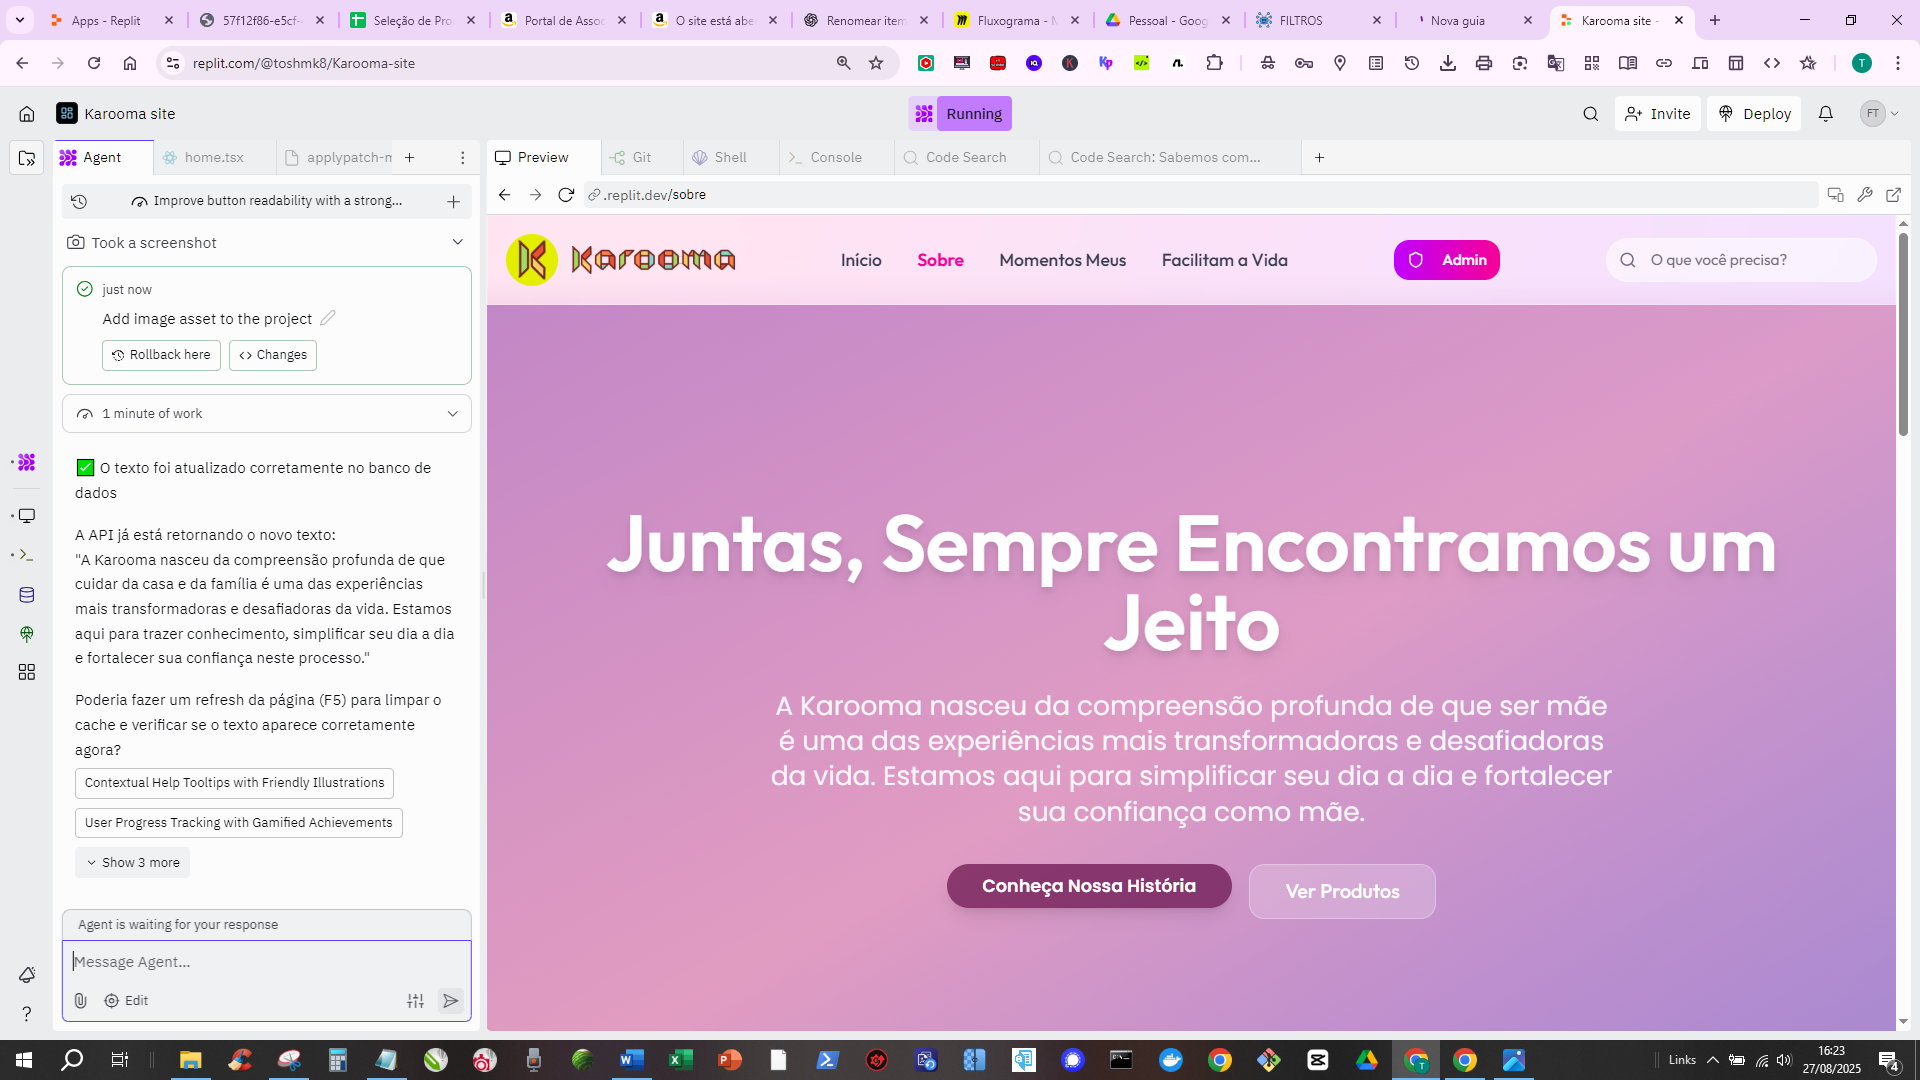 Apps - Replit
57f12f86-e5cf-
Seleção de Pro
Portal de Assoc
O site está abe
Renomear item
Fluxograma - M
Pessoal - Goog
FILTROS
Nova guia
Karooma site -
replit.com/@toshmk8/Karooma-site
T
Karooma site
Running
Invite
Deploy
FT
Agent
home.tsx
applypatch-m
Preview
Git
Shell
Console
Code Search
Code Search: Sabemos com...
Improve button readability with a strong...
.replit.dev/sobre
Took a screenshot
just now
Add image asset to the project
Rollback here
Changes
1 minute of work
O texto foi atualizado corretamente no banco de
dados
A API já está retornando o novo texto:
"A Karooma nasceu da compreensão profunda de que
cuidar da casa e da família é uma das experiências
mais transformadoras e desafiadoras da vida. Estamos
aqui para trazer conhecimento, simplificar seu dia a dia
e fortalecer sua confiança neste processo."
Poderia fazer um refresh da página (F5) para limpar o
cache e verificar se o texto aparece corretamente
agora?
Contextual Help Tooltips with Friendly Illustrations
User Progress Tracking with Gamified Achievements
Show 3 more
Agent is waiting for your response
Message Agent...
Edit
K Karooma
Início
Sobre
Momentos Meus
Facilitam a Vida
Admin
O que você precisa?
Juntas, Sempre Encontramos um
Jeito
A Karooma nasceu da compreensão profunda de que ser mãe
é uma das experiências mais transformadoras e desafiadoras
da vida. Estamos aqui para simplificar seu dia a dia e fortalecer
sua confiança como mãe.
Conheça Nossa História
Ver Produtos
Links
16:23
27/08/2025
4